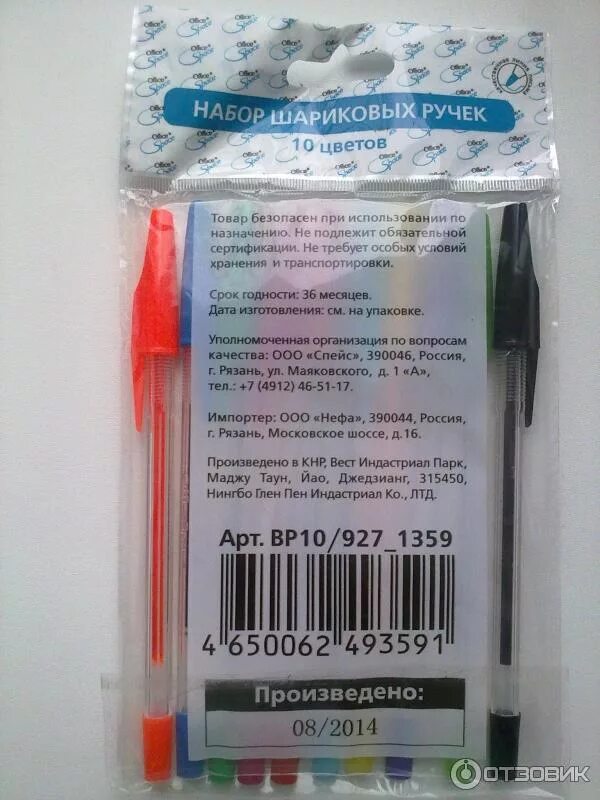 Office Space
НАБОР ШАРИКОВЫХ РУЧЕК
10 цветов
Товар безопасен при использовании по
назначению. Не подлежит обязательной
сертификации. Не требует особых условий
хранения и транспортировки.
Срок годности: 36 месяцев.
Дата изготовления: см. на упаковке.
Уполномоченная организация по вопросам
качества: ООО «Спейс», 390046, Россия,
г. Рязань, ул. Маяковского, д. 1 «А»,
тел.: +7 (4912) 46-51-17.
Импортер: ООО «Нефа», 390044, Россия,
г. Рязань, Московское шоссе, д.16.
Произведено в КНР, Вест Индастриал Парк,
Маджу Таун, Йао, Джедзианг, 315450,
Нингбо Глен Пен Индастриал Ко., ЛТД.
Арт. BP10/927_1359
4 650062 493591
Произведено:
08/2014
ОТЗОВИК